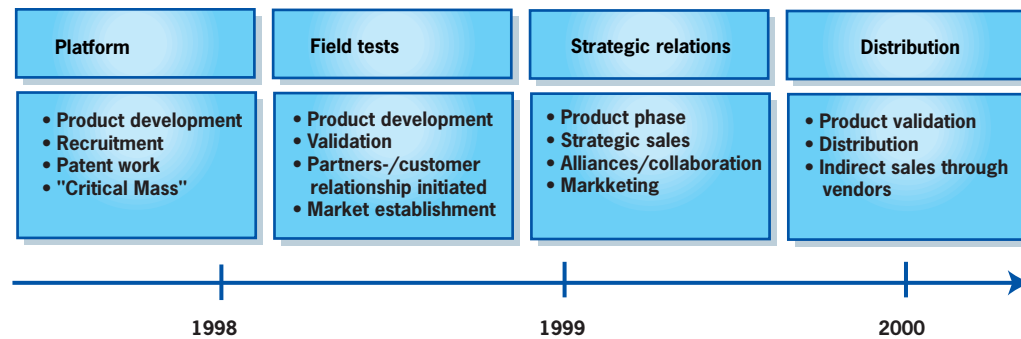 Platform
• Product development
• Recruitment
• Patent work
• "Critical Mass"
Field tests
• Product development
• Validation
• Partners-/customer
relationship initiated
• Market establishment
Strategic relations
• Product phase
• Strategic sales
• Alliances/collaboration
• Markketing
Distribution
• Product validation
• Distribution
• Indirect sales through
vendors
1998
1999
2000